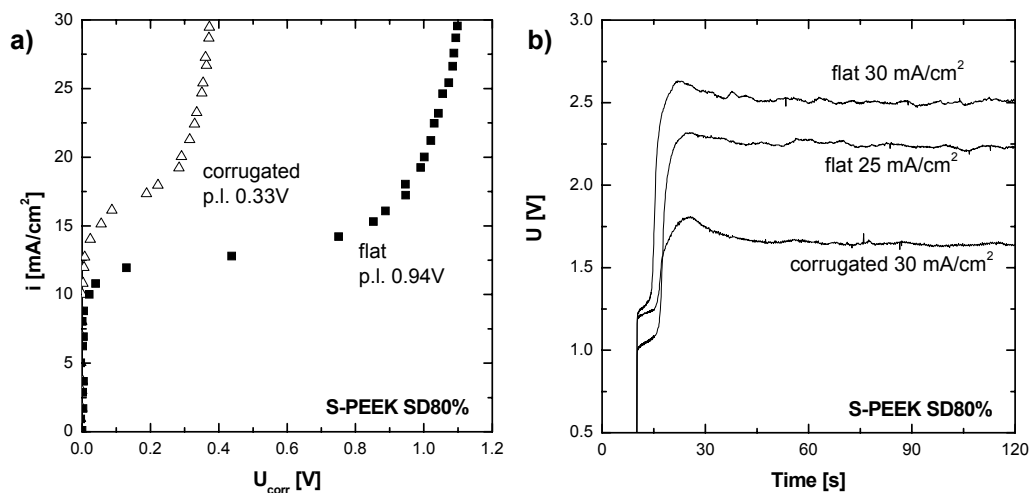 a)
30
25
20
15
10
5
0
i [mA/cm²]
corrugated
p.l. 0.33V
flat
p.l. 0.94V
S-PEEK SD80%
0.0 0.2 0.4 0.6 0.8 1.0 1.2
U_corr [V]
b)
3.0
2.5
2.0
1.5
1.0
0.5
U [V]
flat 30 mA/cm²
flat 25 mA/cm²
corrugated 30 mA/cm²
S-PEEK SD80%
0 30 60 90 120
Time [s]